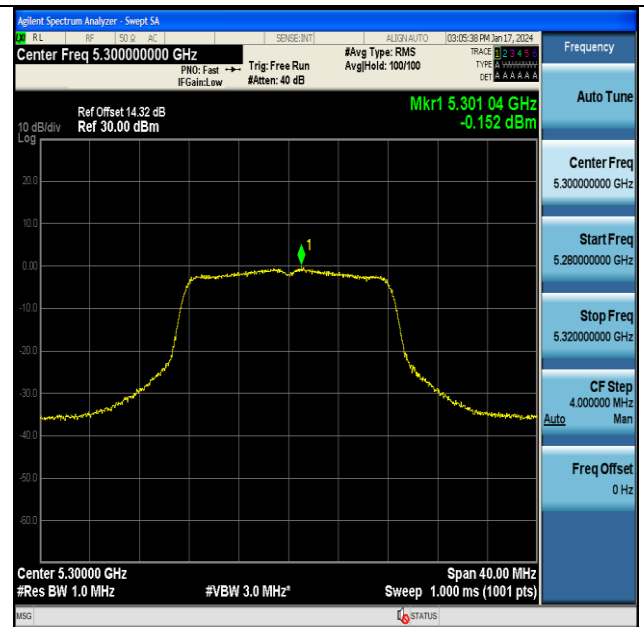 Agilent Spectrum Analyzer - Swept SA
LXI RL RF 50 Ω AC SENSE:INT ALIGN AUTO 03:05:38 PM Jan 17, 2024
Center Freq 5.300000000 GHz
PNO: Fast
IFGain:Low
Trig: Free Run
#Atten: 40 dB
#Avg Type: RMS
Avg|Hold: 100/100
TRACE 1 2 3 4 5 6
TYPE A
DET A A A A A A
Mkr1 5.301 04 GHz
-0.152 dBm
Ref Offset 14.32 dB
10 dB/div Ref 30.00 dBm
Log
20.0
10.0
0.00
-10.0
-20.0
-30.0
-40.0
-50.0
-60.0
1
Center 5.30000 GHz Span 40.00 MHz
#Res BW 1.0 MHz #VBW 3.0 MHz* Sweep 1.000 ms (1001 pts)
MSG STATUS
Frequency
Auto Tune
Center Freq
5.300000000 GHz
Start Freq
5.280000000 GHz
Stop Freq
5.320000000 GHz
CF Step
4.000000 MHz
Auto Man
Freq Offset
0 Hz